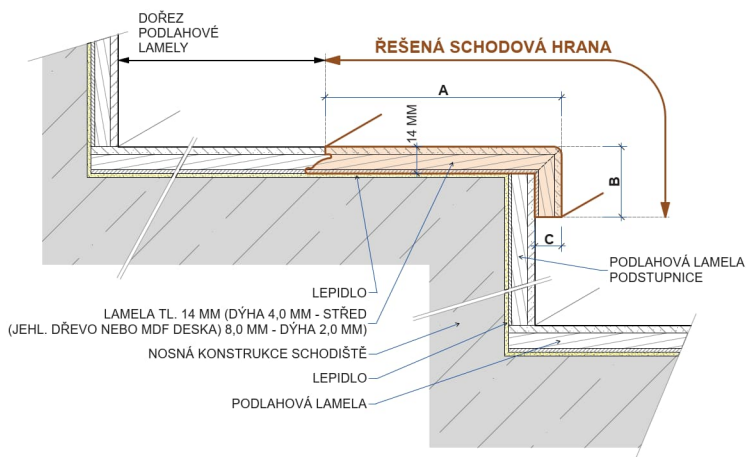 DOŘEZ
PODLAHOVÉ
LAMELY
ŘEŠENÁ SCHODOVÁ HRANA
A
14 MM
B
C
PODLAHOVÁ LAMELA
PODSTUPNICE
LEPIDLO
LAMELA TL. 14 MM (DÝHA 4,0 MM - STŘED
(JEHL. DŘEVO NEBO MDF DESKA) 8,0 MM - DÝHA 2,0 MM)
NOSNÁ KONSTRUKCE SCHODIŠTĚ
LEPIDLO
PODLAHOVÁ LAMELA